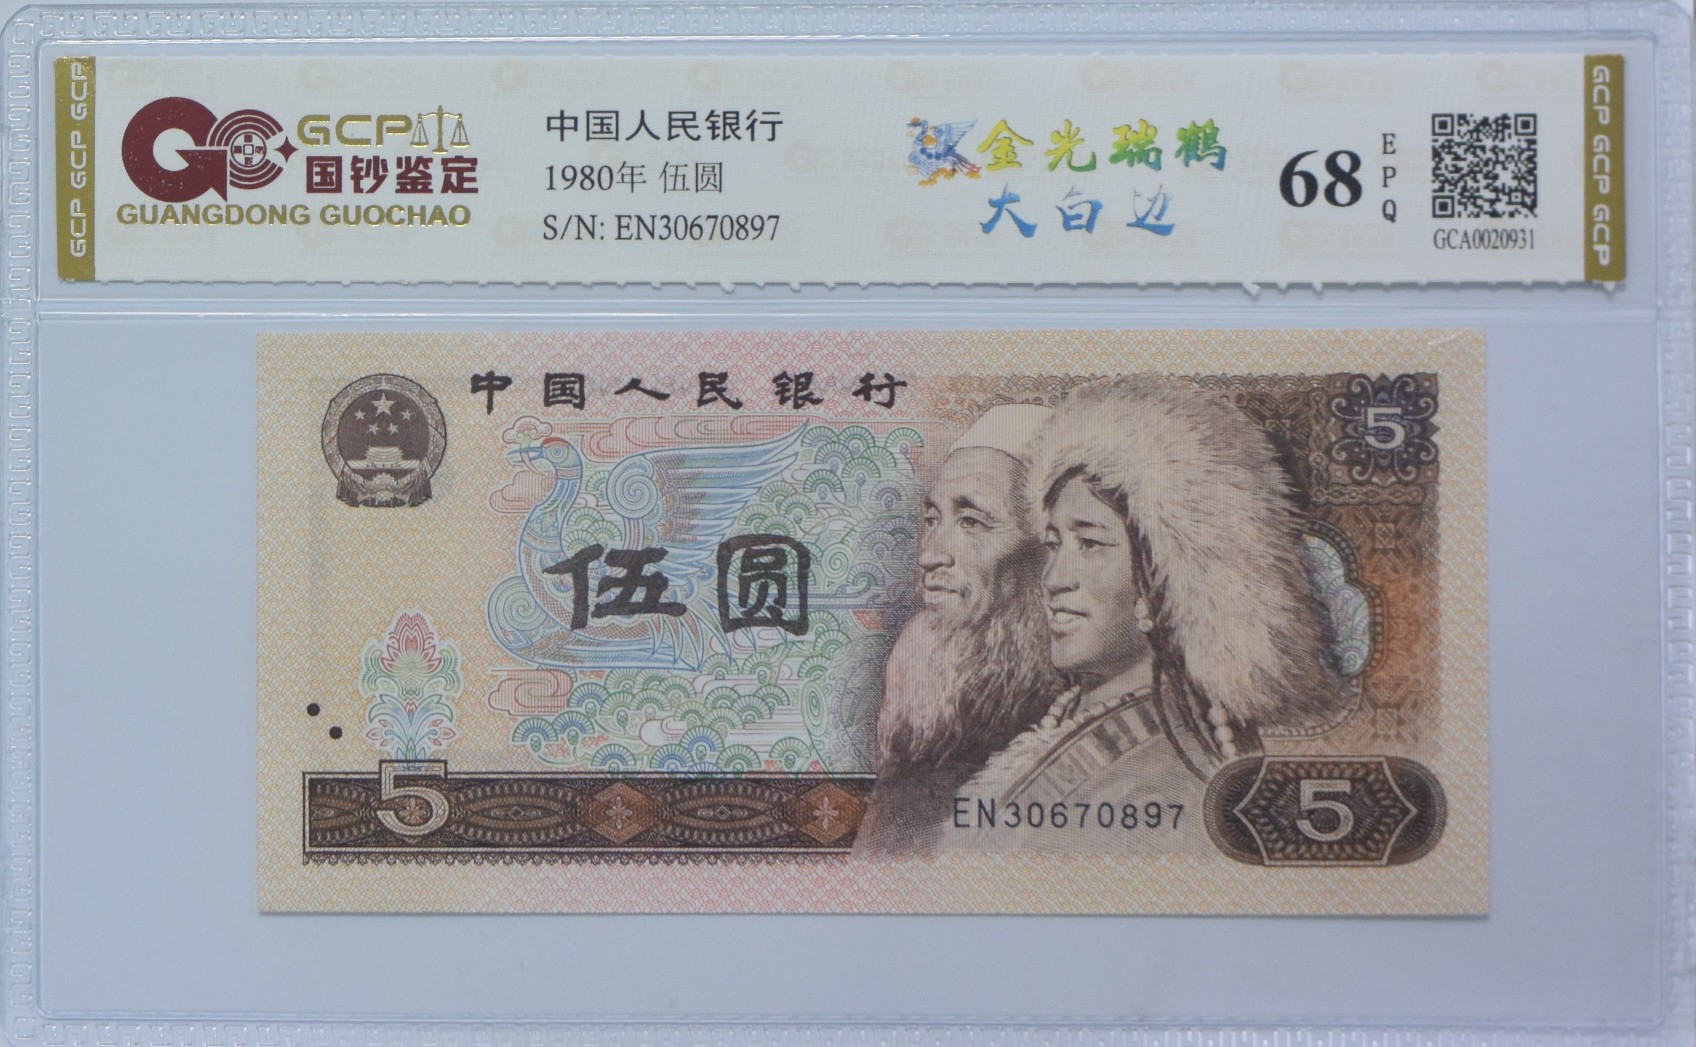 GCP GCP GCP
GCP
国钞鉴定
GUANGDONG GUOCHAO
中国人民银行
1980年 伍圆
S/N: EN30670897
金光瑞鹤
大白边
68
EPQ
GCA0020931
GCP GCP GCP
中国人民银行
5
伍圆
5
EN30670897
5